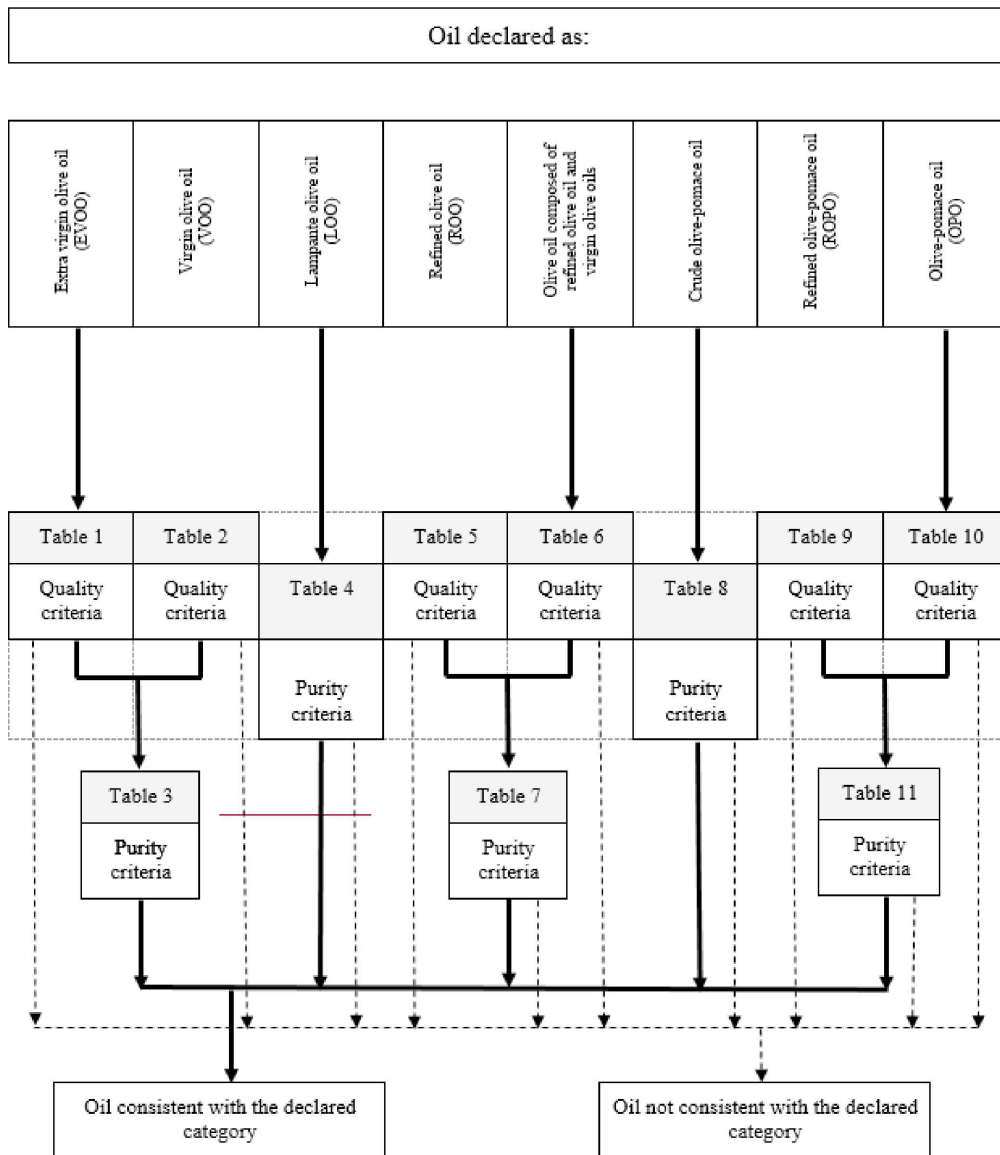 Oil declared as:
Extra virgin olive oil
(EVOO)
Virgin olive oil
(VOO)
Lampante olive oil
(LOO)
Refined olive oil
(ROO)
Olive oil composed of
refined olive oil and
virgin olive oils
Crude olive-pomace oil
Refined olive-pomace oil
(ROPO)
Olive-pomace oil
(OPO)
Table 1
Quality
criteria
Table 2
Quality
criteria
Table 4
Purity
criteria
Table 5
Quality
criteria
Table 6
Quality
criteria
Table 8
Purity
criteria
Table 9
Quality
criteria
Table 10
Quality
criteria
Table 3
Purity
criteria
Table 7
Purity
criteria
Table 11
Purity
criteria
Oil consistent with the declared
category
Oil not consistent with the declared
category